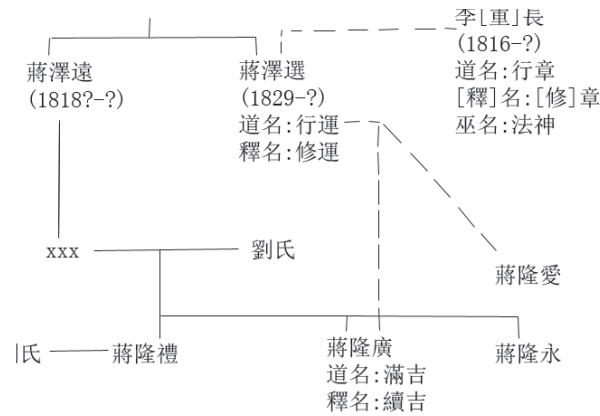 李[重]長
(1816-?)
道名:行章
[釋]名:[修]章
巫名:法神
蔣澤遠
(1818?-?)
蔣澤選
(1829-?)
道名:行運
釋名:修運
xxx
劉氏
蔣隆愛
氏
蔣隆禮
蔣隆廣
道名:滿吉
釋名:續吉
蔣隆永